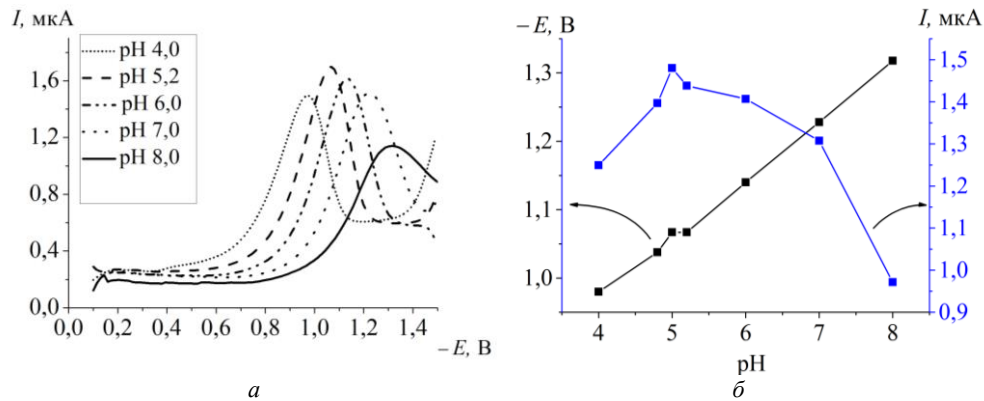 I, мкА
1,6
1,2
0,8
0,4
0,0
pH 4,0
pH 5,2
pH 6,0
pH 7,0
pH 8,0
0,0 0,2 0,4 0,6 0,8 1,0 1,2 1,4
–E, В
а
–E, В
1,3
1,2
1,1
1,0
I, мкА
1,5
1,4
1,3
1,2
1,1
1,0
0,9
4 5 6 7 8
pH
б